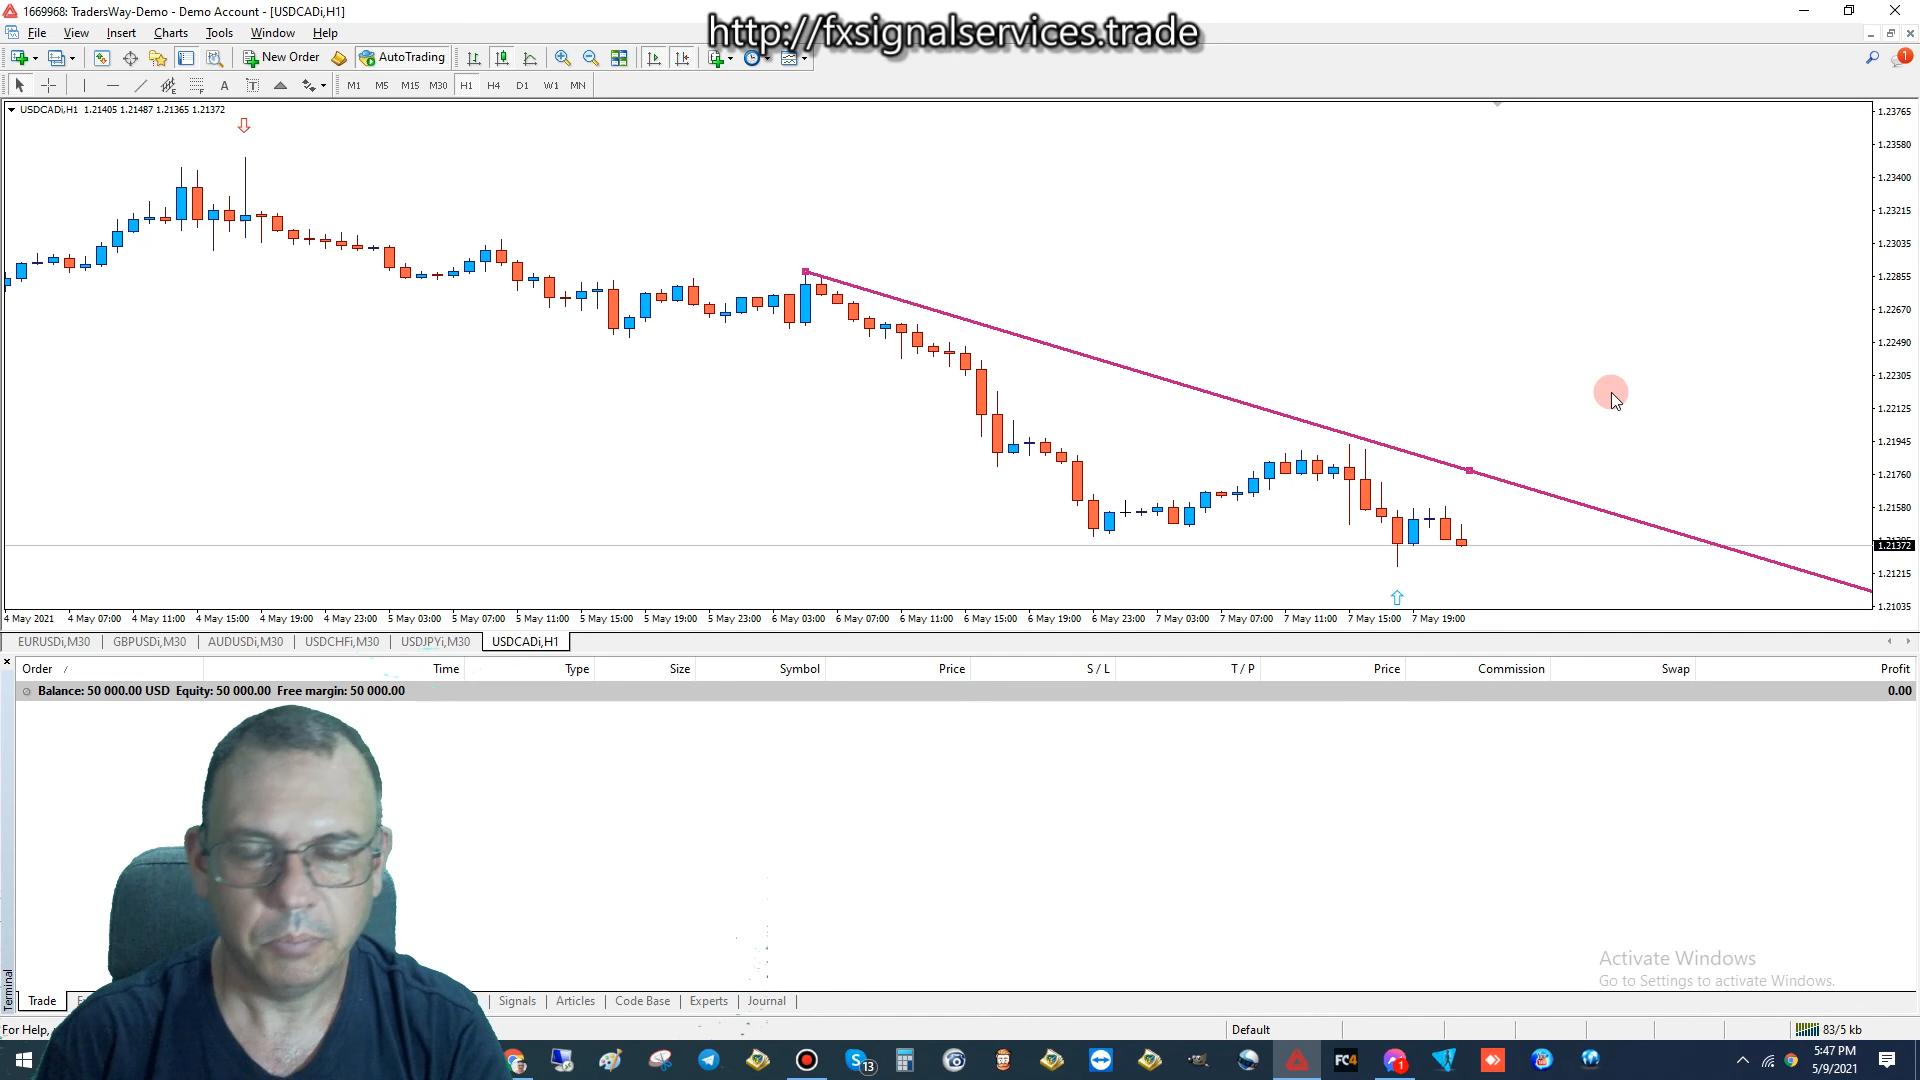 1669968: TradersWay-Demo - Demo Account - [USDCADi,H1]
http://fxsignalservices.trade
File View Insert Charts Tools Window Help
New Order AutoTrading
M1 M5 M15 M30 H1 H4 D1 W1 MN
USDCADi,H1 1.21405 1.21487 1.21365 1.21372
1.23765
1.23580
1.23400
1.23215
1.23035
1.22855
1.22670
1.22490
1.22305
1.22125
1.21945
1.21760
1.21580
1.21372
1.21215
1.21035
4 May 2021 4 May 07:00 4 May 11:00 4 May 15:00 4 May 19:00 4 May 23:00 5 May 03:00 5 May 07:00 5 May 11:00 5 May 15:00 5 May 19:00 5 May 23:00 6 May 03:00 6 May 07:00 6 May 11:00 6 May 15:00 6 May 19:00 6 May 23:00 7 May 03:00 7 May 07:00 7 May 11:00 7 May 15:00 7 May 19:00
EURUSDi,M30 GBPUSDi,M30 AUDUSDi,M30 USDCHFi,M30 USDJPYi,M30 USDCADi,H1
Order Time Type Size Symbol Price S / L T / P Price Commission Swap Profit
Balance: 50 000.00 USD Equity: 50 000.00 Free margin: 50 000.00 0.00
Activate Windows
Go to Settings to activate Windows.
Terminal
Trade Signals Articles Code Base Experts Journal
For Help, Default 83/5 kb
13 FC4 1 5:47 PM
5/9/2021